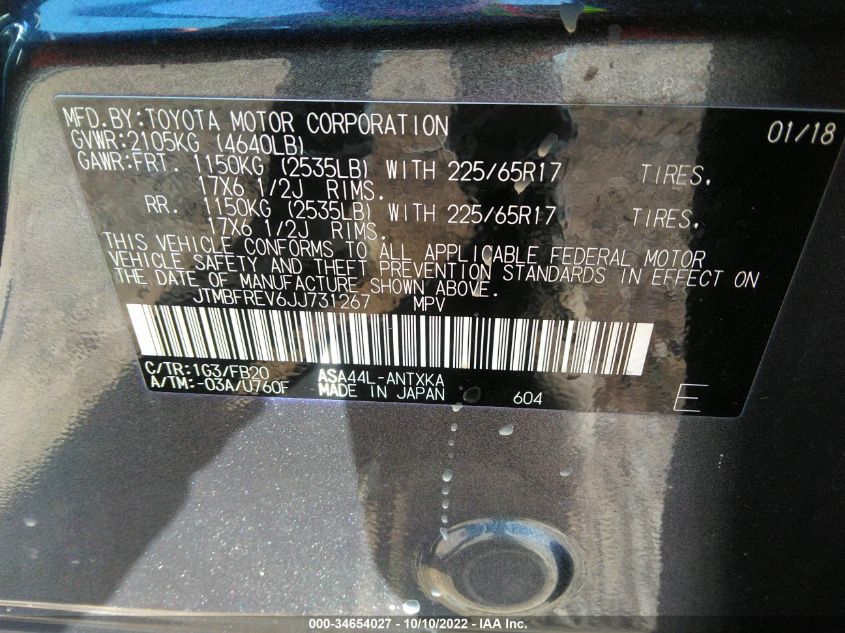 MFD.BY:TOYOTA MOTOR CORPORATION 01/18
GVWR:2105KG (4640LB)
GAWR:FRT. 1150KG (2535LB) WITH 225/65R17 TIRES,
17X6 1/2J RIMS.
RR. 1150KG (2535LB) WITH 225/65R17 TIRES,
17X6 1/2J RIMS.
THIS VEHICLE CONFORMS TO ALL APPLICABLE FEDERAL MOTOR
VEHICLE SAFETY AND THEFT PREVENTION STANDARDS IN EFFECT ON
THE DATE OF MANUFACTURE SHOWN ABOVE.
JTMBFREV6JJ731267 MPV
C/TR:1G3/FB20 ASA44L-ANTXKA
A/TM:-03A/U760F MADE IN JAPAN 604 E
000-34654027 - 10/10/2022 - IAA Inc.